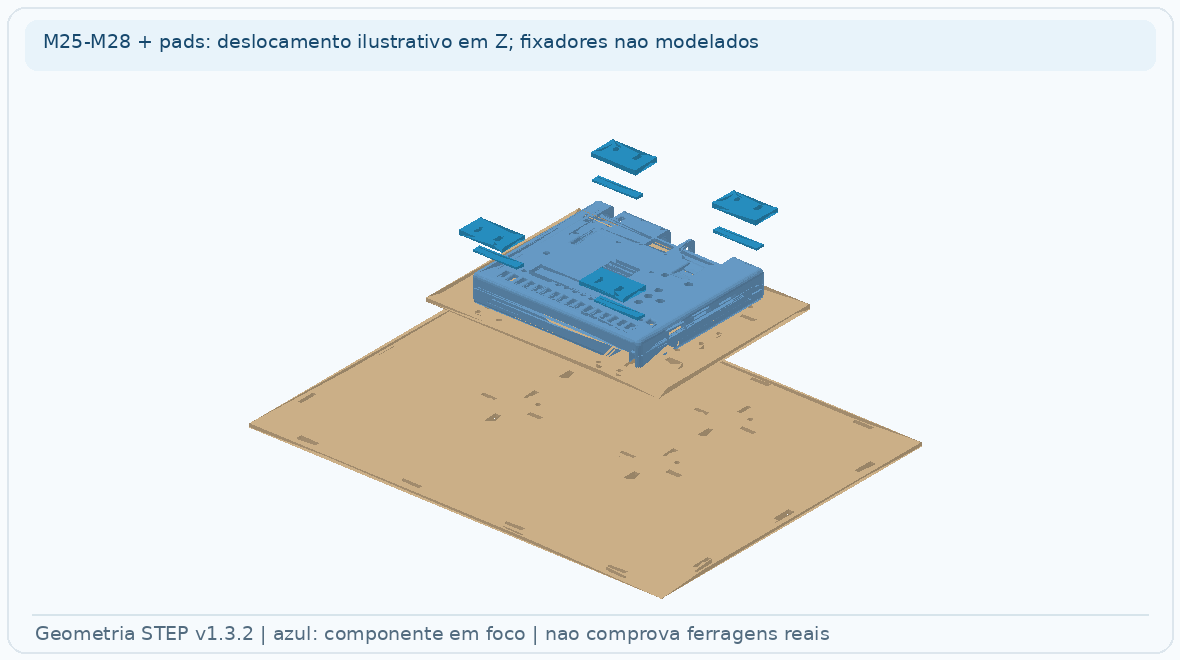 M25-M28 + pads: deslocamento ilustrativo em Z; fixadores nao modelados
Geometria STEP v1.3.2 | azul: componente em foco | nao comprova ferragens reais